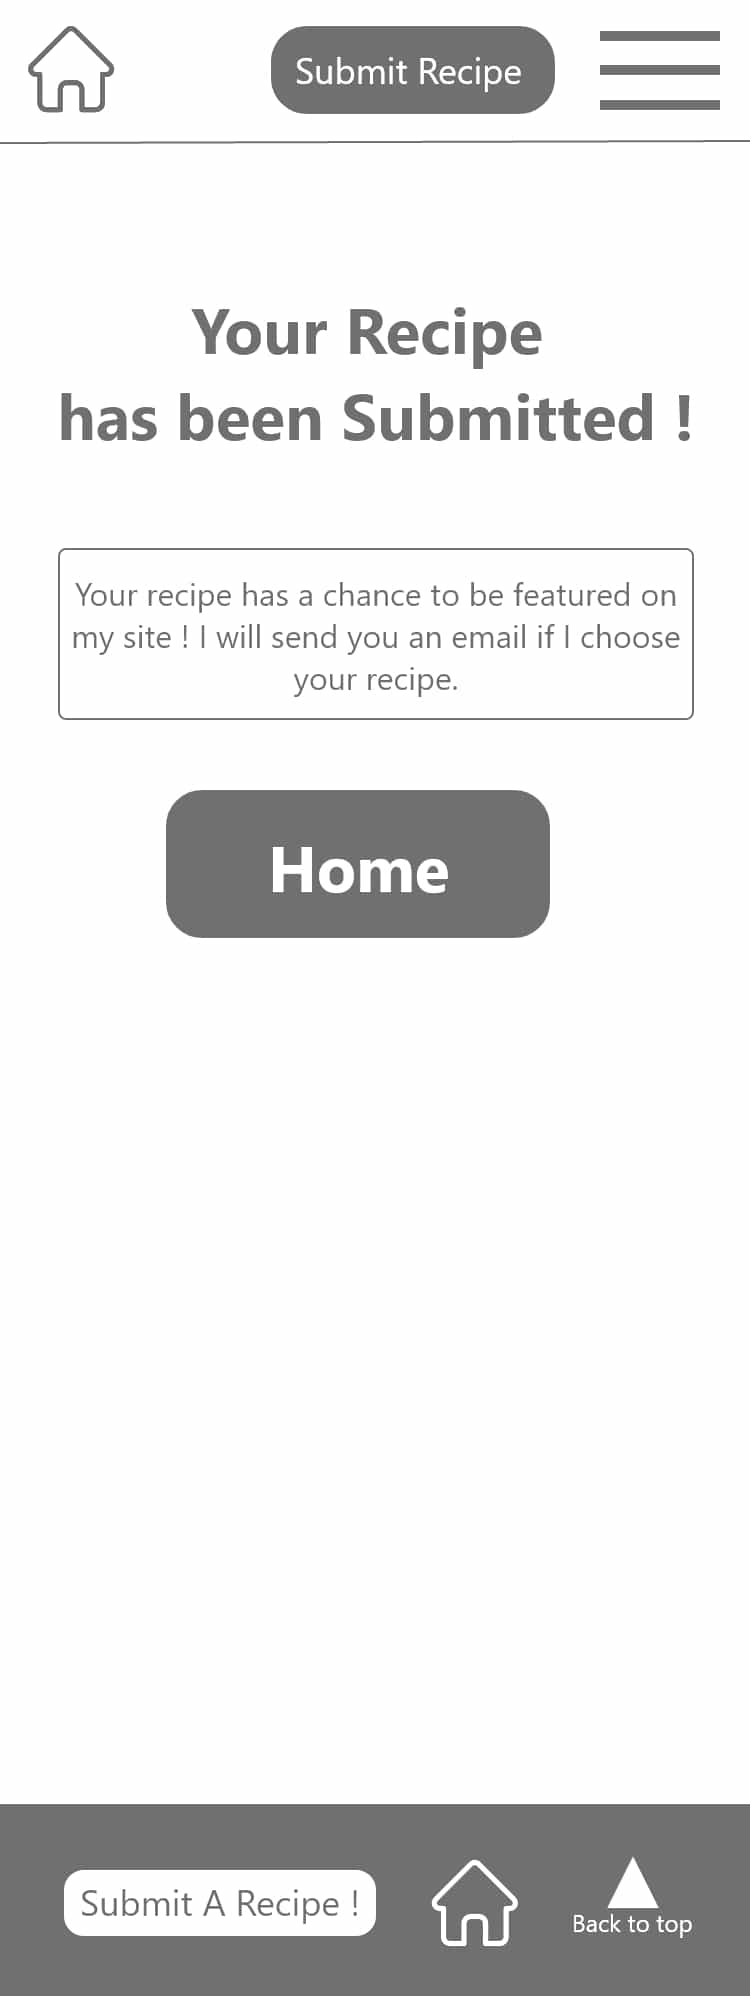 Submit Recipe
Your Recipe
has been Submitted !
Your recipe has a chance to be featured on
my site ! I will send you an email if I choose
your recipe.
Home
Submit A Recipe !
Back to top